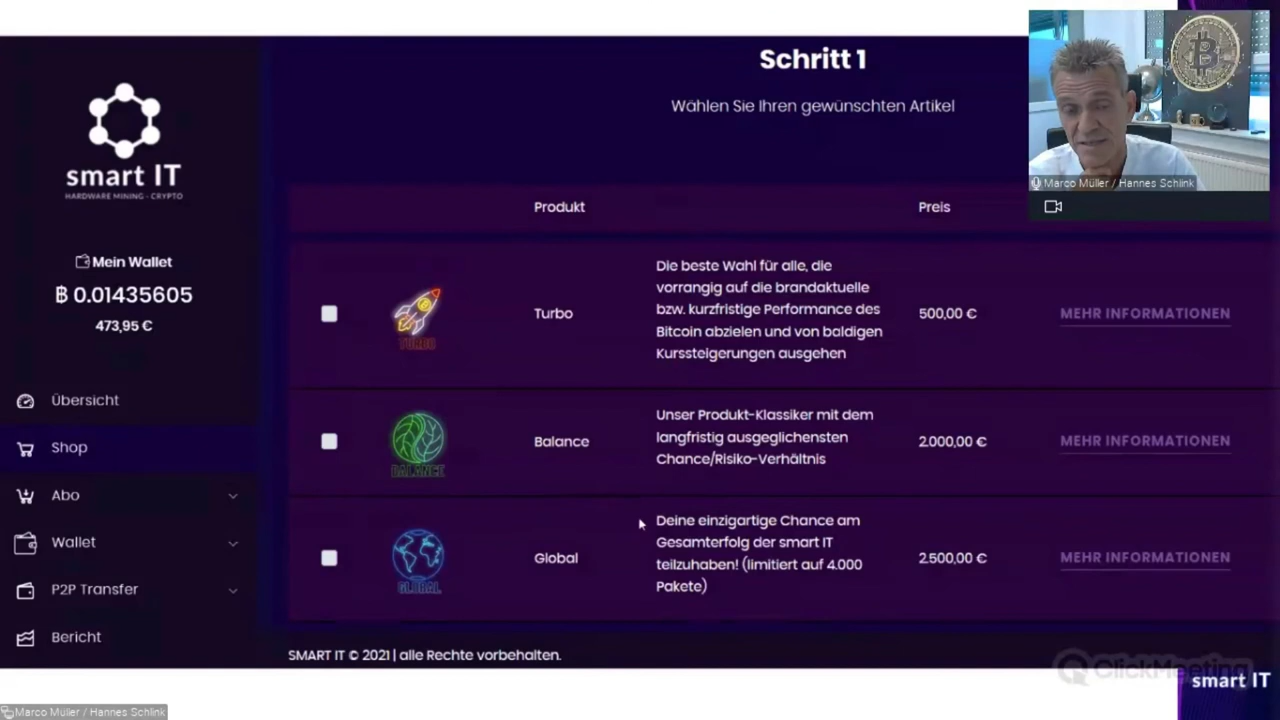 smart IT
HARDWARE MINING - CRYPTO
Mein Wallet
฿ 0.01435605
473,95 €
Übersicht
Shop
Abo
Wallet
P2P Transfer
Bericht
Schritt 1
Wählen Sie Ihren gewünschten Artikel
Produkt
Preis
TURBO
Turbo
Die beste Wahl für alle, die
vorrangig auf die brandaktuelle
bzw. kurzfristige Performance des
Bitcoin abzielen und von baldigen
Kurssteigerungen ausgehen
500,00 €
MEHR INFORMATIONEN
BALANCE
Balance
Unser Produkt-Klassiker mit dem
langfristig ausgeglichensten
Chance/Risiko-Verhältnis
2.000,00 €
MEHR INFORMATIONEN
GLOBAL
Global
Deine einzigartige Chance am
Gesamterfolg der smart IT
teilzuhaben! (limitiert auf 4.000
Pakete)
2.500,00 €
MEHR INFORMATIONEN
SMART IT © 2021 | alle Rechte vorbehalten.
Marco Müller / Hannes Schlink
ClickMeeting
smart IT
Marco Müller / Hannes Schlink